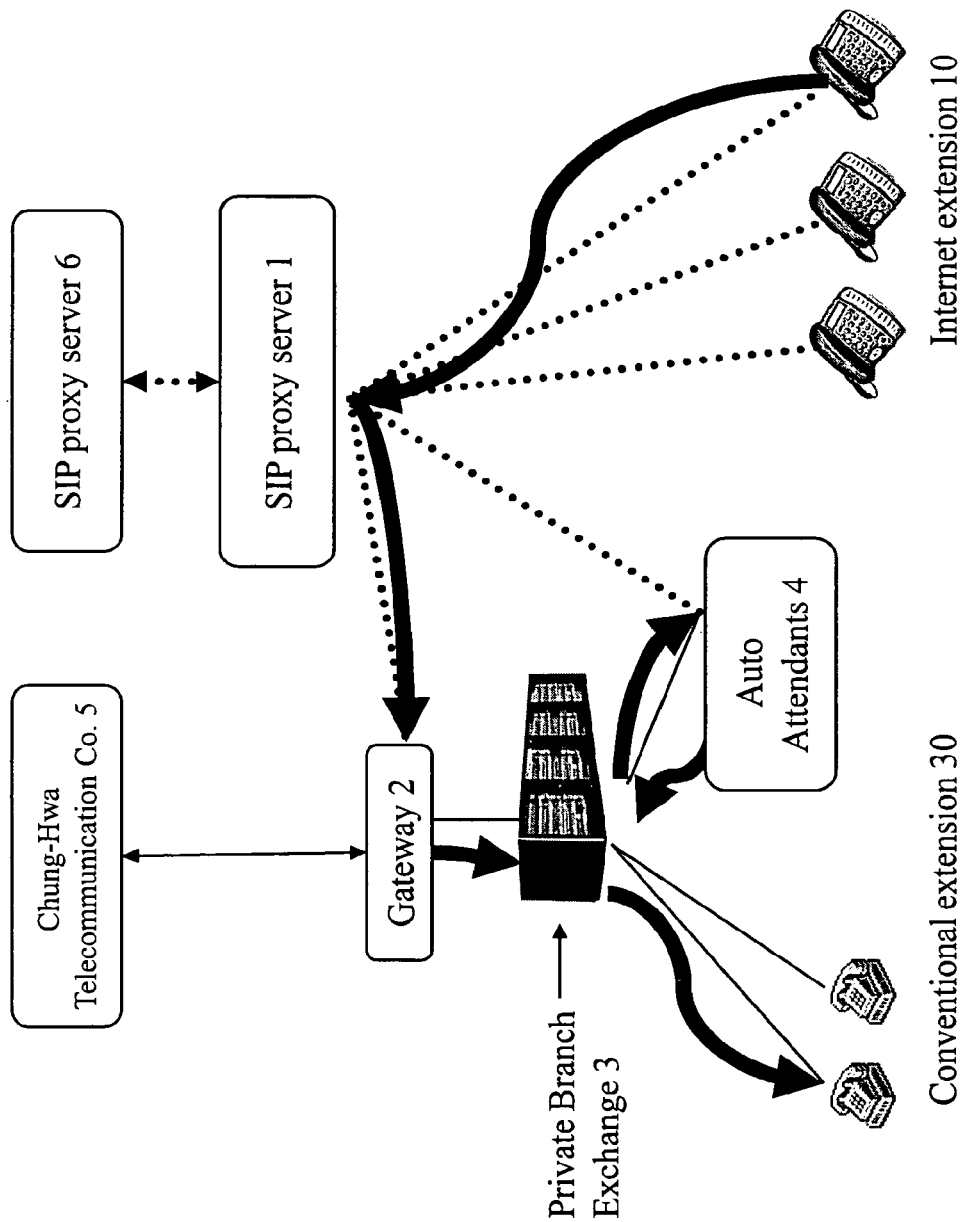 Chung-Hwa
Telecommunication Co. 5
SIP proxy server 6
SIP proxy server 1
Gateway 2
Private Branch
Exchange 3
Auto
Attendants 4
Conventional extension 30
Internet extension 10